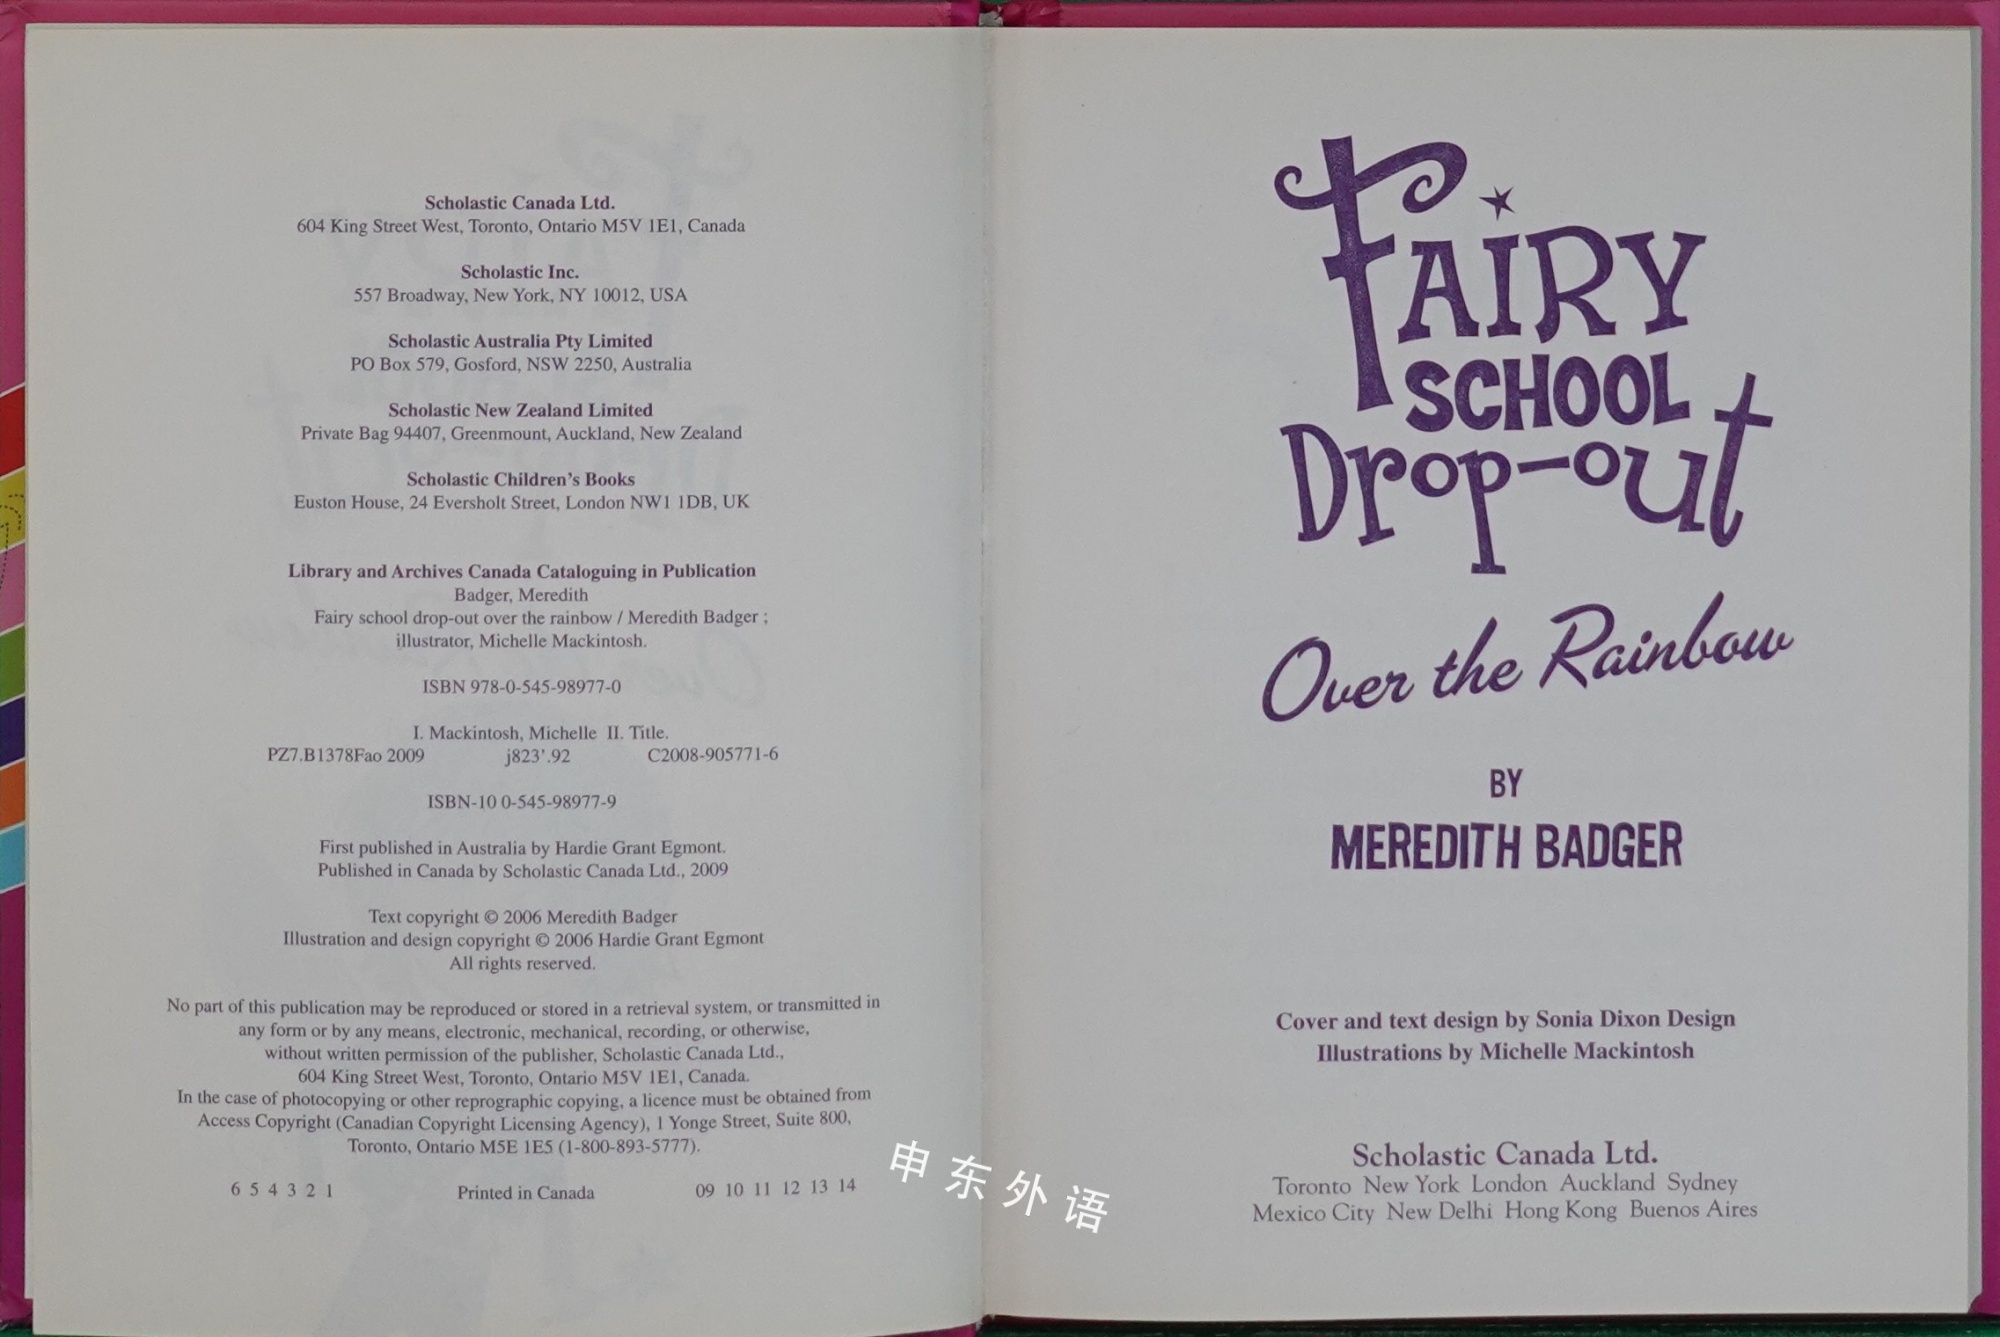 Scholastic Canada Ltd.
604 King Street West, Toronto, Ontario M5V 1E1, Canada
Scholastic Inc.
557 Broadway, New York, NY 10012, USA
Scholastic Australia Pty Limited
PO Box 579, Gosford, NSW 2250, Australia
Scholastic New Zealand Limited
Private Bag 94407, Greenmount, Auckland, New Zealand
Scholastic Children's Books
Euston House, 24 Eversholt Street, London NW1 1DB, UK
Library and Archives Canada Cataloguing in Publication
Badger, Meredith
Fairy school drop-out over the rainbow / Meredith Badger ;
illustrator, Michelle Mackintosh.
ISBN 978-0-545-98977-0
I. Mackintosh, Michelle II. Title.
PZ7.B1378Fao 2009 j823'.92 C2008-905771-6
ISBN-10 0-545-98977-9
First published in Australia by Hardie Grant Egmont.
Published in Canada by Scholastic Canada Ltd., 2009
Text copyright © 2006 Meredith Badger
Illustration and design copyright © 2006 Hardie Grant Egmont
All rights reserved.
No part of this publication may be reproduced or stored in a retrieval system, or transmitted in
any form or by any means, electronic, mechanical, recording, or otherwise,
without written permission of the publisher, Scholastic Canada Ltd.,
604 King Street West, Toronto, Ontario M5V 1E1, Canada.
In the case of photocopying or other reprographic copying, a licence must be obtained from
Access Copyright (Canadian Copyright Licensing Agency), 1 Yonge Street, Suite 800,
Toronto, Ontario M5E 1E5 (1-800-893-5777).
6 5 4 3 2 1 Printed in Canada 09 10 11 12 13 14
申东外语
FAIRY
SCHOOL
Drop-out
Over the Rainbow
BY
MEREDITH BADGER
Cover and text design by Sonia Dixon Design
Illustrations by Michelle Mackintosh
Scholastic Canada Ltd.
Toronto New York London Auckland Sydney
Mexico City New Delhi Hong Kong Buenos Aires